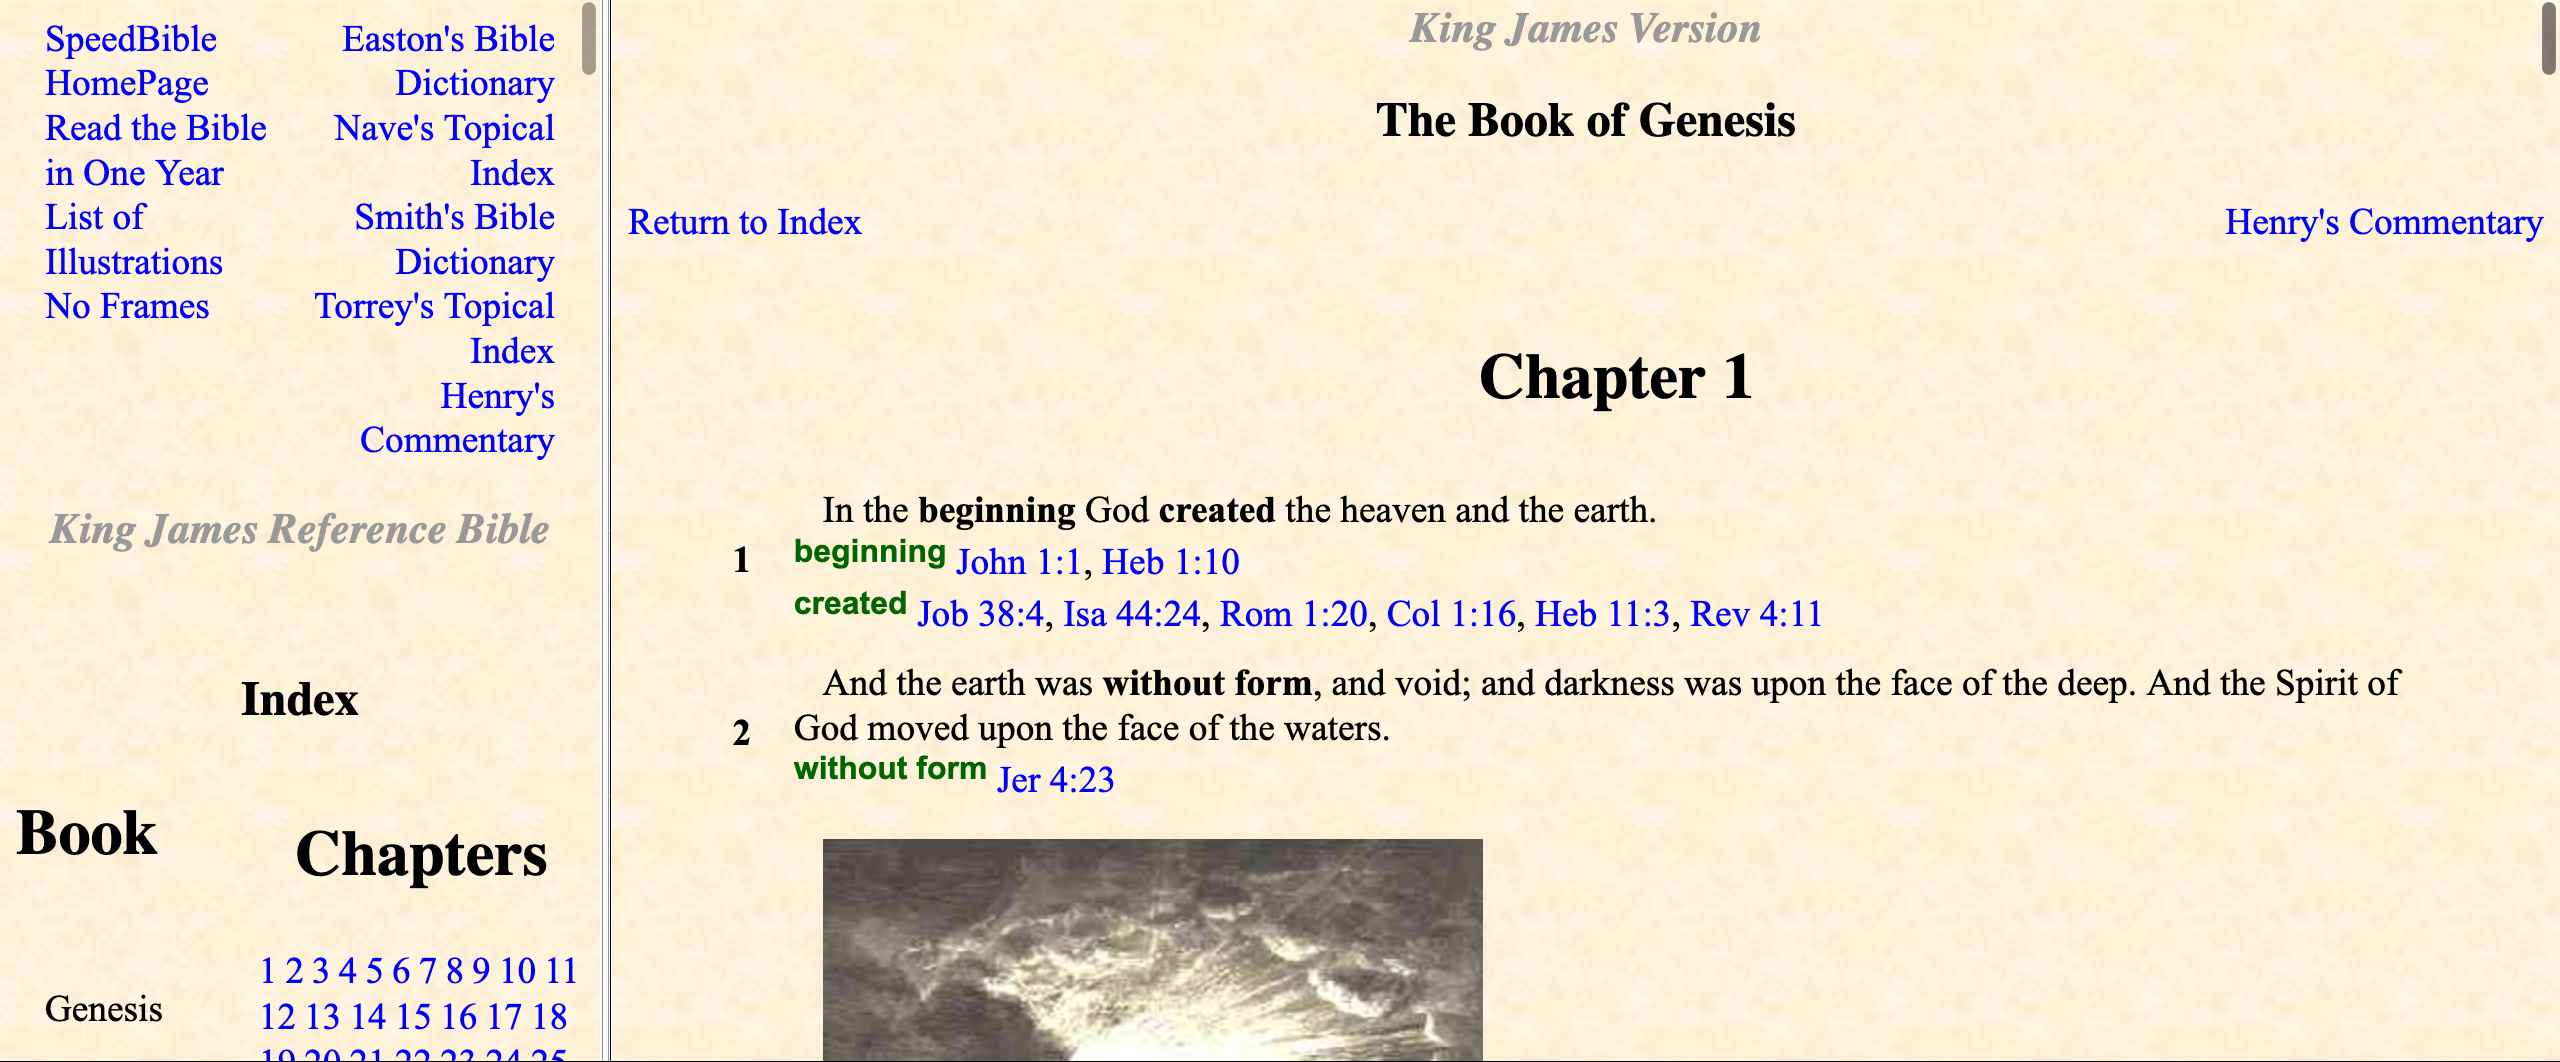 SpeedBible
HomePage
Read the Bible
in One Year
List of
Illustrations
No Frames
Easton's Bible
Dictionary
Nave's Topical
Index
Smith's Bible
Dictionary
Torrey's Topical
Index
Henry's
Commentary
King James Reference Bible
Index
Book
Chapters
Genesis
1 2 3 4 5 6 7 8 9 10 11
12 13 14 15 16 17 18
19 20 21 22 23 24 25
King James Version
The Book of Genesis
Return to Index
Henry's Commentary
Chapter 1
In the beginning God created the heaven and the earth.
1 beginning John 1:1, Heb 1:10
created Job 38:4, Isa 44:24, Rom 1:20, Col 1:16, Heb 11:3, Rev 4:11
And the earth was without form, and void; and darkness was upon the face of the deep. And the Spirit of
2 God moved upon the face of the waters.
without form Jer 4:23